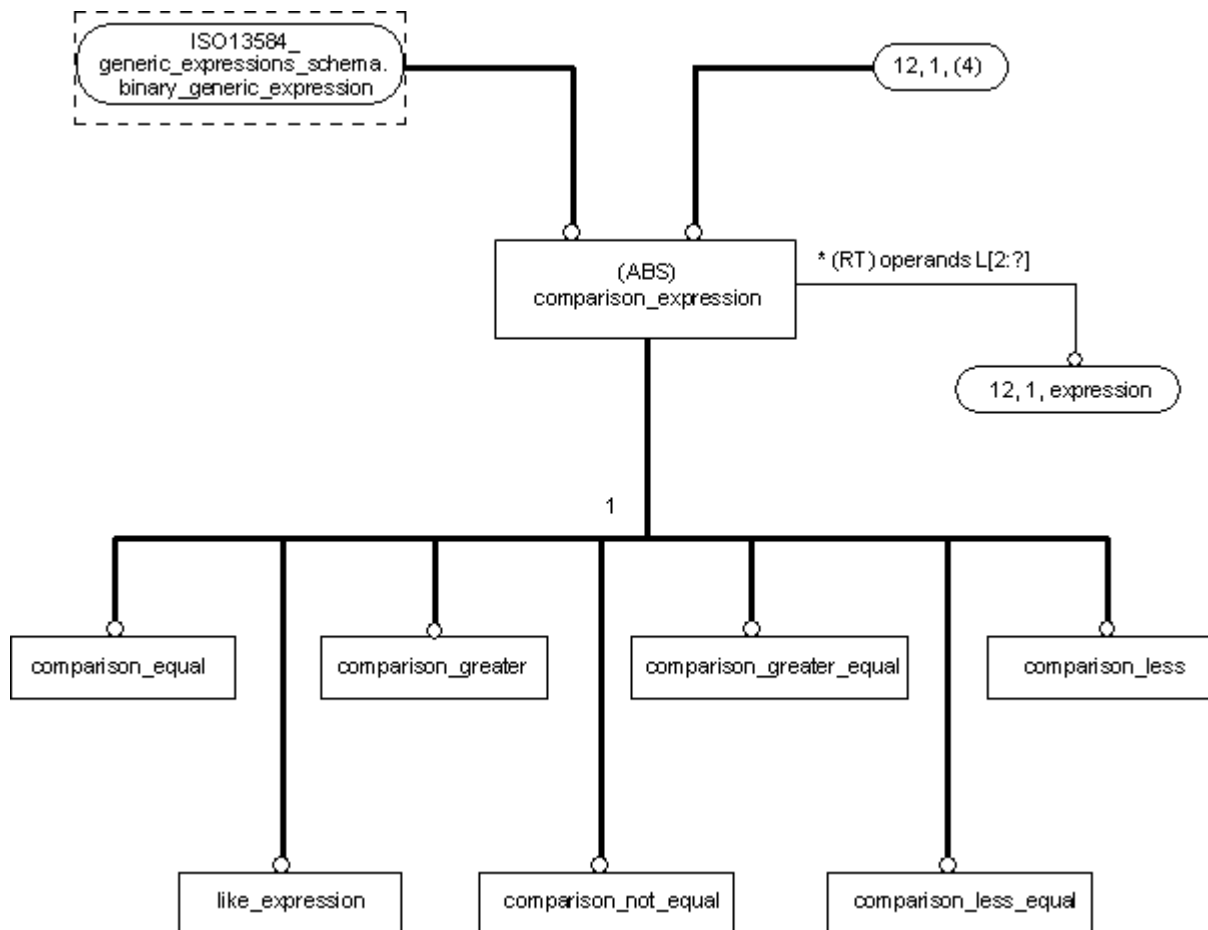 ISO13584_
generic_expressions_schema.
binary_generic_expression
12, 1, (4)
(ABS)
comparison_expression
* (RT) operands L[2:?]
12, 1, expression
1
comparison_equal
comparison_greater
comparison_greater_equal
comparison_less
like_expression
comparison_not_equal
comparison_less_equal